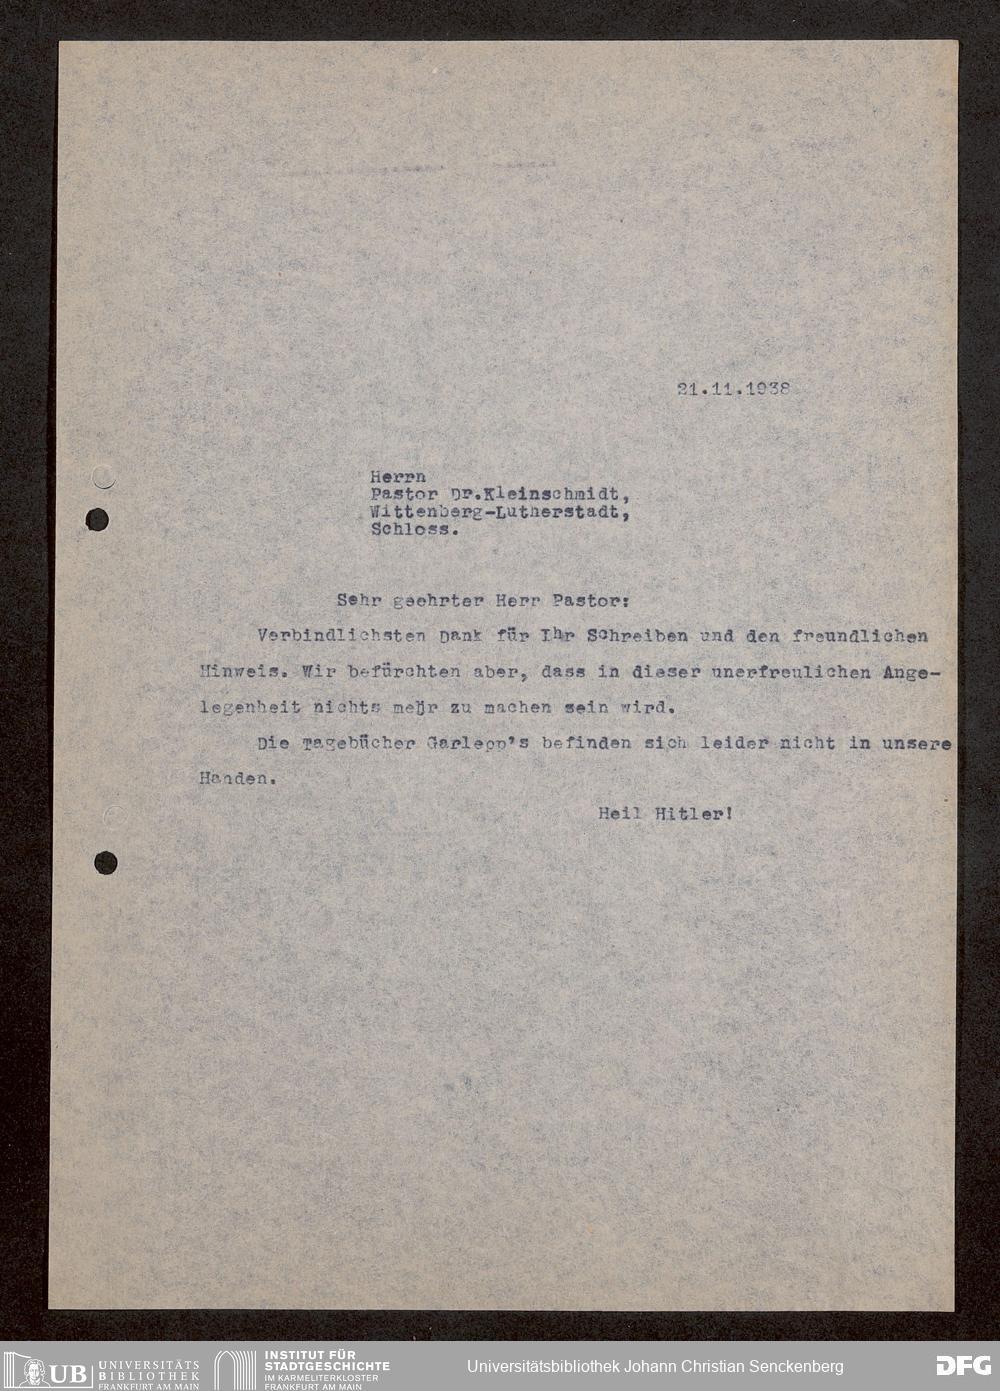 21.11.1938
Herrn
Pastor Dr.Kleinschmidt,
Wittenberg-Lutherstadt,
Schloss.
Sehr geehrter Herr Pastor:
Verbindlichsten Dank für Ihr Schreiben und den freundlichen
Hinweis. Wir befürchten aber, dass in dieser unerfreulichen Ange-
legenheit nichts mehr zu machen sein wird.
Die Tagebücher Garlepp's befinden sich leider nicht in unsere
Handen.
Heil Hitler!
UB UNIVERSITÄTS
BIBLIOTHEK
FRANKFURT AM MAIN
INSTITUT FÜR
STADTGESCHICHTE
IM KARMELITERKLOSTER
FRANKFURT AM MAIN
Universitätsbibliothek Johann Christian Senckenberg
DFG